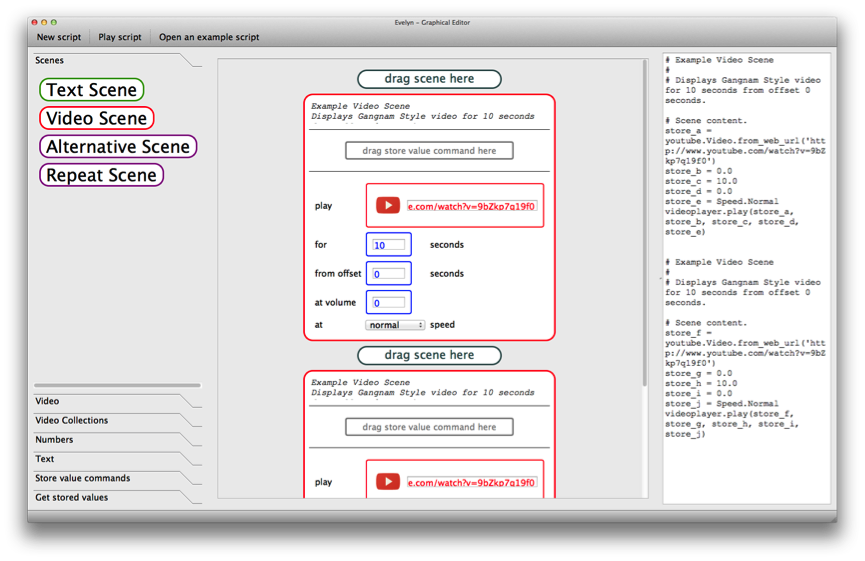 Evelyn - Graphical Editor
New script Play script Open an example script
Scenes
Text Scene
Video Scene
Alternative Scene
Repeat Scene
Video
Video Collections
Numbers
Text
Store value commands
Get stored values
drag scene here
Example Video Scene
Displays Gangnam Style video for 10 seconds
drag store value command here
play e.com/watch?v=9bZkp7q19f0
for 10 seconds
from offset 0 seconds
at volume 0
at normal speed
drag scene here
Example Video Scene
Displays Gangnam Style video for 10 seconds
drag store value command here
play e.com/watch?v=9bZkp7q19f0
# Example Video Scene
#
# Displays Gangnam Style video
for 10 seconds from offset 0
seconds.
# Scene content.
store_a =
youtube.Video.from_web_url('htt
p://www.youtube.com/watch?v=9bZ
kp7q19f0')
store_b = 0.0
store_c = 10.0
store_d = 0.0
store_e = Speed.Normal
videoplayer.play(store_a,
store_b, store_c, store_d,
store_e)
# Example Video Scene
#
# Displays Gangnam Style video
for 10 seconds from offset 0
seconds.
# Scene content.
store_f =
youtube.Video.from_web_url('htt
p://www.youtube.com/watch?v=9bZ
kp7q19f0')
store_g = 0.0
store_h = 10.0
store_i = 0.0
store_j = Speed.Normal
videoplayer.play(store_f,
store_g, store_h, store_i,
store_j)